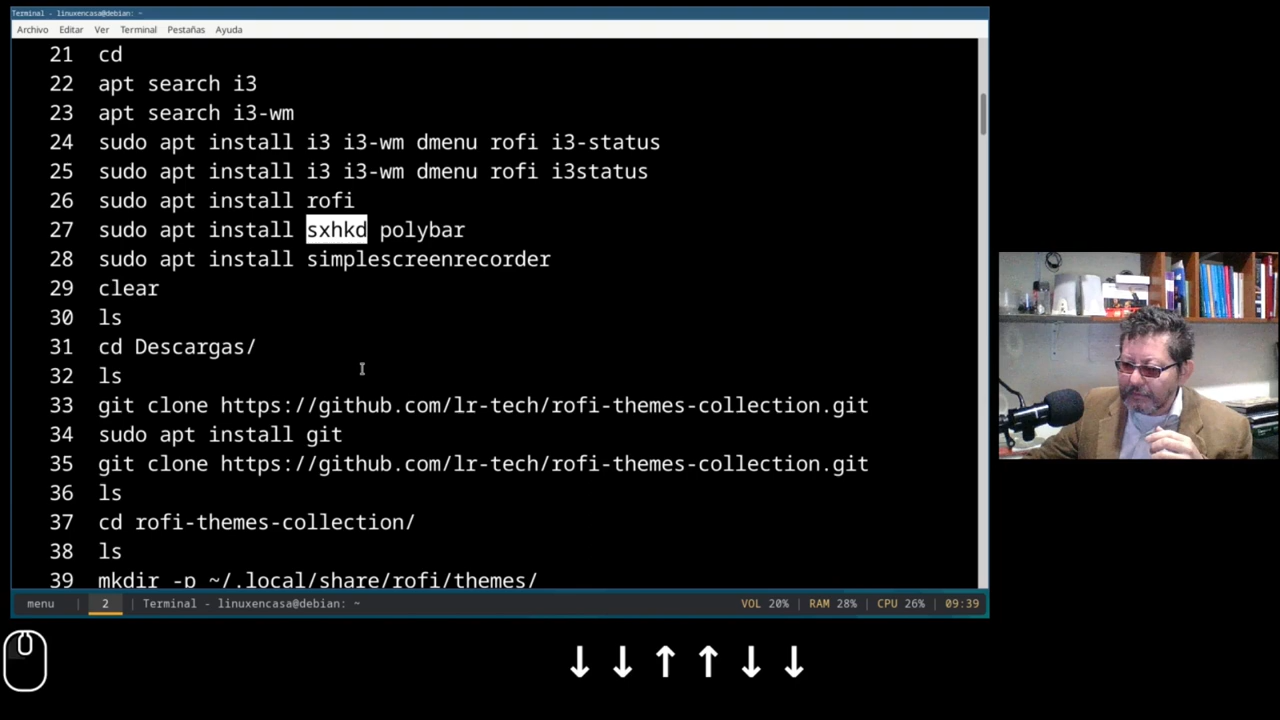 Terminal - linuxencasa@debian: ~
Archivo Editar Ver Terminal Pestañas Ayuda
21 cd
22 apt search i3
23 apt search i3-wm
24 sudo apt install i3 i3-wm dmenu rofi i3-status
25 sudo apt install i3 i3-wm dmenu rofi i3status
26 sudo apt install rofi
27 sudo apt install sxhkd polybar
28 sudo apt install simplescreenrecorder
29 clear
30 ls
31 cd Descargas/
32 ls
33 git clone https://github.com/lr-tech/rofi-themes-collection.git
34 sudo apt install git
35 git clone https://github.com/lr-tech/rofi-themes-collection.git
36 ls
37 cd rofi-themes-collection/
38 ls
39 mkdir -p ~/.local/share/rofi/themes/
menu | 2 | Terminal - linuxencasa@debian: ~ VOL 20% | RAM 28% | CPU 26% | 09:39
↓ ↓ ↑ ↑ ↓ ↓